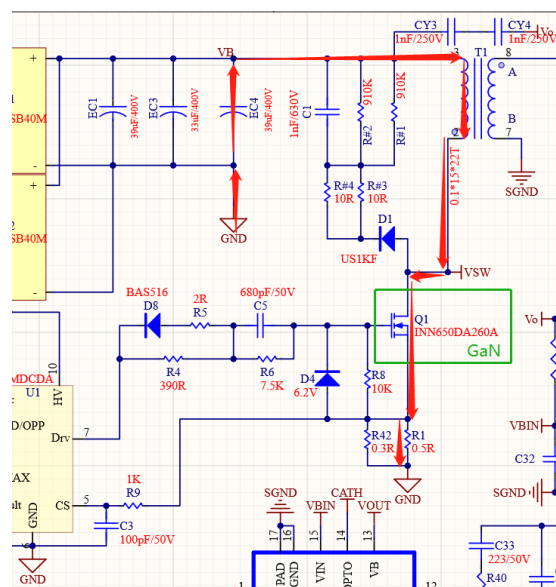 CY3
1nF/250V
CY4
1nF/250V
Vo
VB
3
T1
8
A
B
2
7
0.1*15*22T
SGND
+
+
SB40M
-
-
EC1
39uF/400V
EC3
33uF/400V
EC4
39uF/400V
C1
1nF/630V
R#2
910K
R#1
910K
R#4
10R
R#3
10R
GND
D1
US1KF
VSW
SB40M
BAS516
D8
2R
R5
680pF/50V
C5
Q1
INN650DA260A
GaN
R4
390R
R6
7.5K
D4
6.2V
R8
10K
Vo
MDCDA
U1
10
HV
D/OPP
Drv
7
AX
alt
CS
5
GND
6
1K
R9
C3
100pF/50V
GND
R42
0.3R
R1
0.5R
GND
VBIN
C32
SGND
SGND
VBIN
CATH
VOUT
17
16
15
14
13
PAD
GND
VIN
OPTO
VB
1
12
C33
223/50V
R40